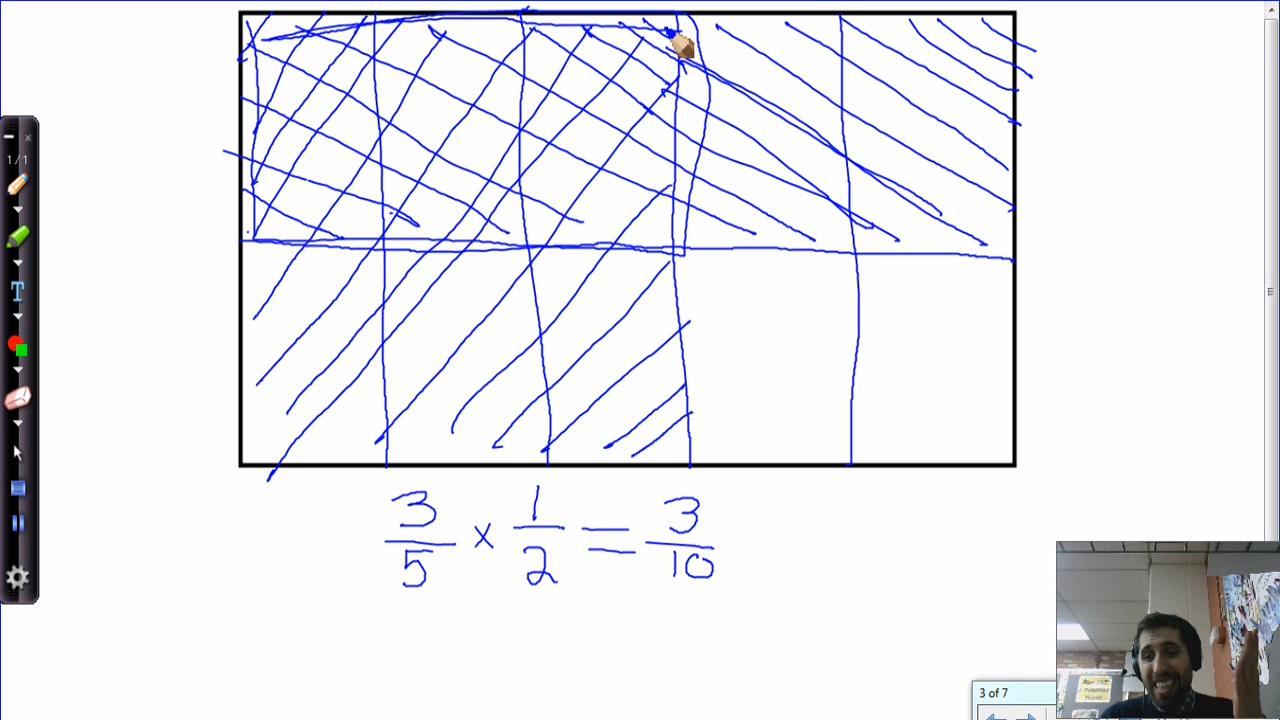 1/1
T
3/5 × 1/2 = 3/10
3 of 7